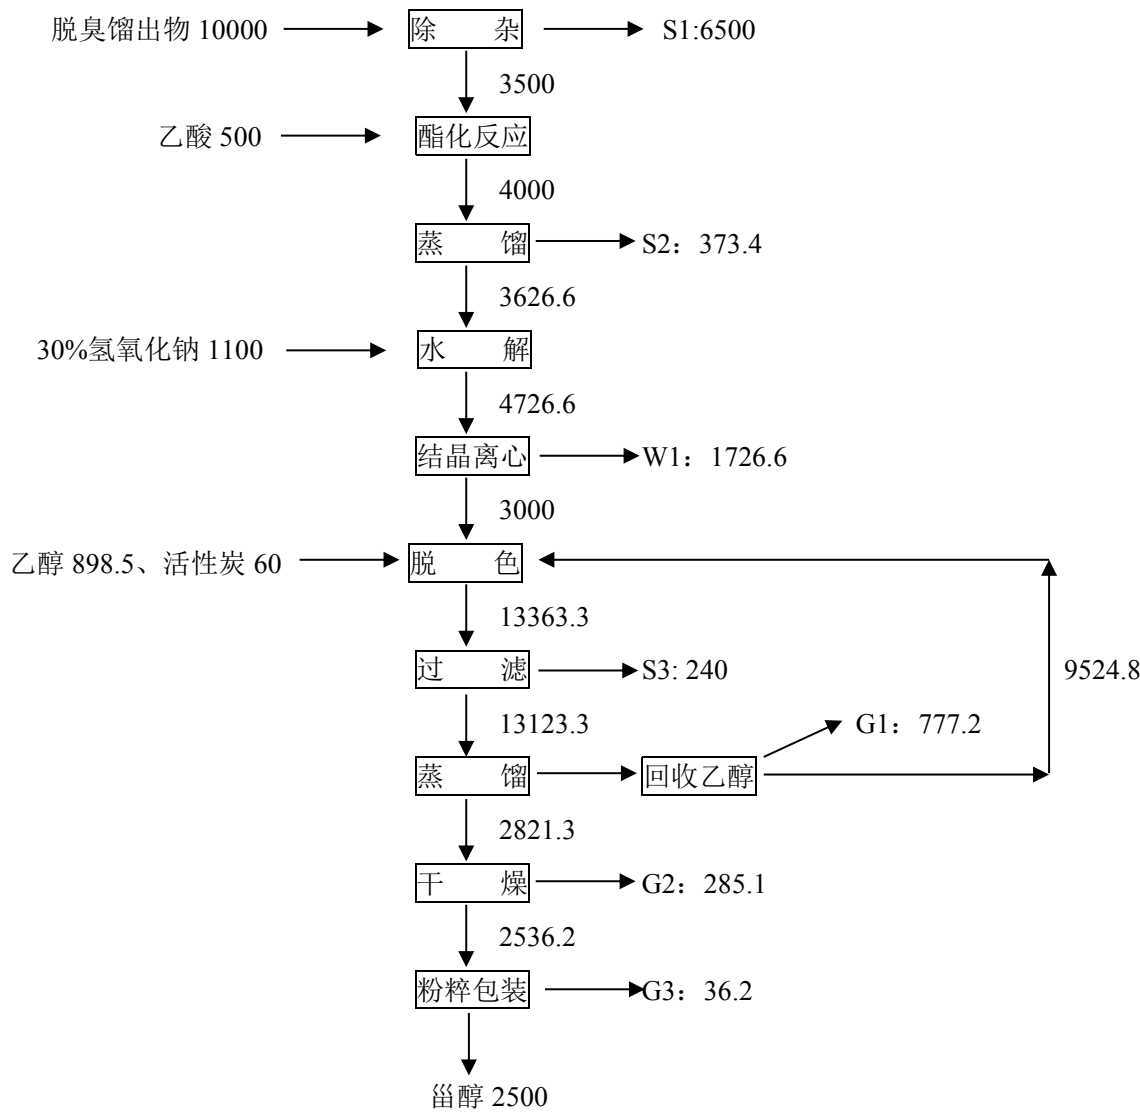 脱臭馏出物 10000
除 杂
S1:6500
3500
乙酸 500
酯化反应
4000
蒸 馏
S2：373.4
3626.6
30%氢氧化钠 1100
水 解
4726.6
结晶离心
W1：1726.6
3000
乙醇 898.5、活性炭 60
脱 色
13363.3
过 滤
S3: 240
9524.8
13123.3
G1：777.2
蒸 馏
回收乙醇
2821.3
干 燥
G2：285.1
2536.2
粉粹包装
G3：36.2
甾醇 2500